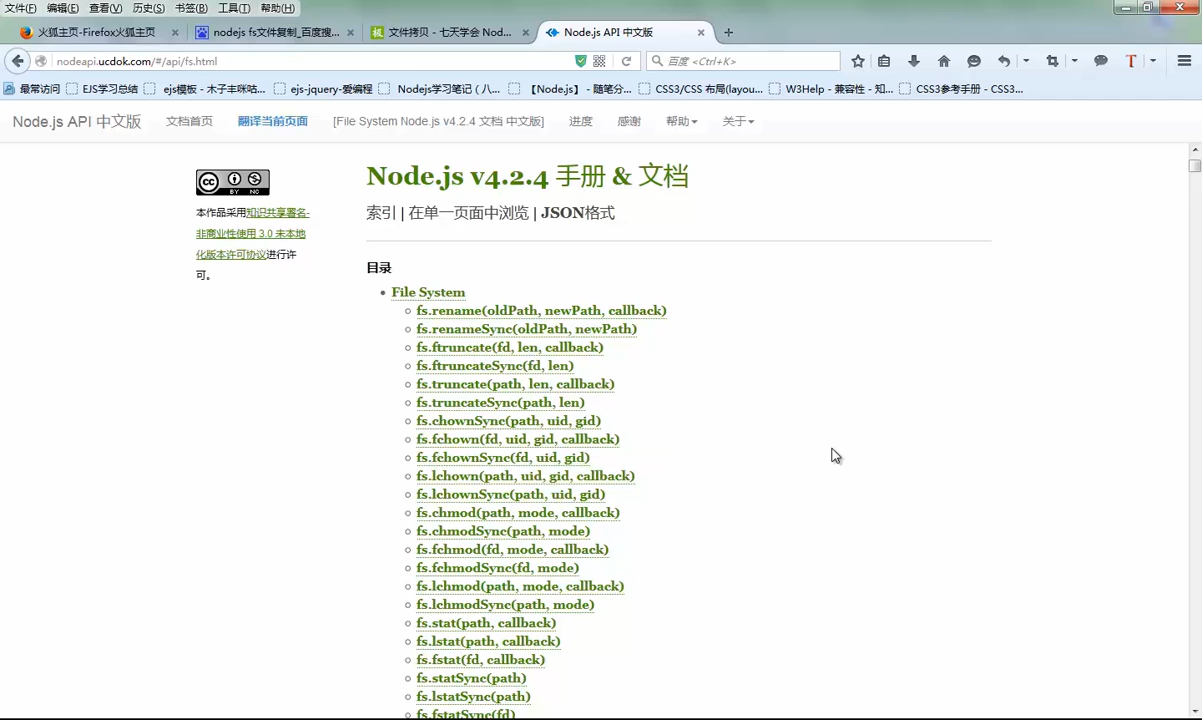 文件(F) 编辑(E) 查看(V) 历史(S) 书签(B) 工具(T) 帮助(H)
火狐主页-Firefox火狐主页 nodejs fs文件复制_百度搜... 文件拷贝 - 七天学会 Nod... Node.js API 中文版
nodeapi.ucdok.com/#/api/fs.html 百度 <Ctrl+K>
最常访问 EJS学习总结 ejs模板 - 木子丰咪咕... ejs-jquery-爱编程 Nodejs学习笔记 ( 八... 【Node.js】 - 随笔分... CSS3/CSS 布局(layou... W3Help - 兼容性 - 知... CSS3参考手册 - CSS3...
Node.js API 中文版 文档首页 翻译当前页面 [File System Node.js v4.2.4 文档 中文版] 进度 感谢 帮助 关于
CC BY NC
本作品采用知识共享署名-
非商业性使用 3.0 未本地
化版本许可协议进行许
可。
Node.js v4.2.4 手册 & 文档
索引 | 在单一页面中浏览 | JSON格式
目录
File System
fs.rename(oldPath, newPath, callback)
fs.renameSync(oldPath, newPath)
fs.ftruncate(fd, len, callback)
fs.ftruncateSync(fd, len)
fs.truncate(path, len, callback)
fs.truncateSync(path, len)
fs.chownSync(path, uid, gid)
fs.fchown(fd, uid, gid, callback)
fs.fchownSync(fd, uid, gid)
fs.lchown(path, uid, gid, callback)
fs.lchownSync(path, uid, gid)
fs.chmod(path, mode, callback)
fs.chmodSync(path, mode)
fs.fchmod(fd, mode, callback)
fs.fchmodSync(fd, mode)
fs.lchmod(path, mode, callback)
fs.lchmodSync(path, mode)
fs.stat(path, callback)
fs.lstat(path, callback)
fs.fstat(fd, callback)
fs.statSync(path)
fs.lstatSync(path)
fs.fstatSync(fd)